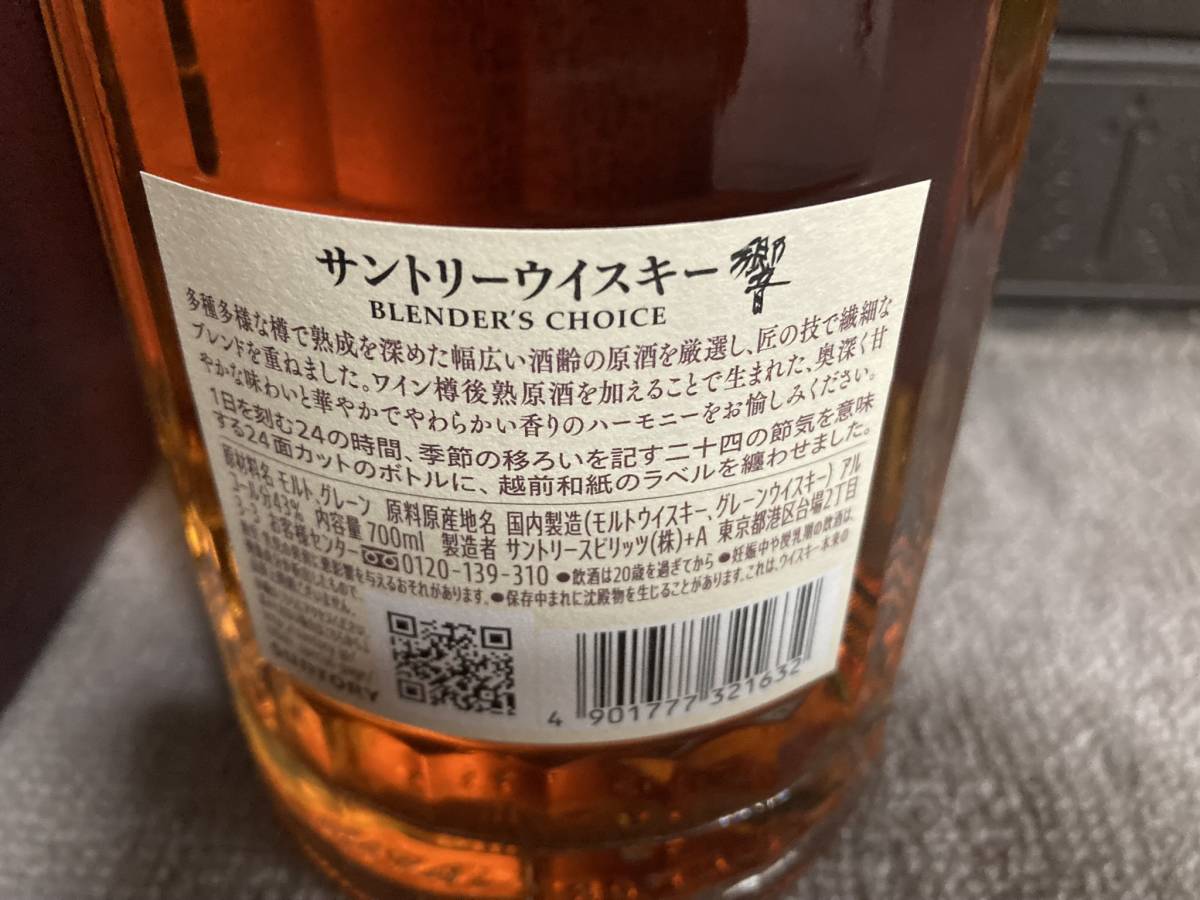 サントリーウイスキー 響
BLENDER'S CHOICE
多種多様な樽で熟成を深めた幅広い酒齢の原酒を厳選し、匠の技で繊細な
ブレンドを重ねました。ワイン樽後熟原酒を加えることで生まれた、奥深く甘
やかな味わいと華やかでやわらかい香りのハーモニーをお愉しみください。
1日を刻む24の時間、季節の移ろいを記す二十四の節気を意味
する24面カットのボトルに、越前和紙のラベルを纏わせました。
原材料名 モルト、グレーン 原料原産地名 国内製造(モルトウイスキー、グレーンウイスキー) アル
コール分43% 内容量 700ml 製造者 サントリースピリッツ(株)+A 東京都港区台場2丁目
3-3 お客様センター 0120-139-310 ●飲酒は20歳を過ぎてから ●妊娠中や授乳期の飲酒は、
悪影響を与えるおそれがあります。●保存中まれに沈殿物を生じることがあります。これは、ウイスキー本来の
SUNTORY
4 901777 321632